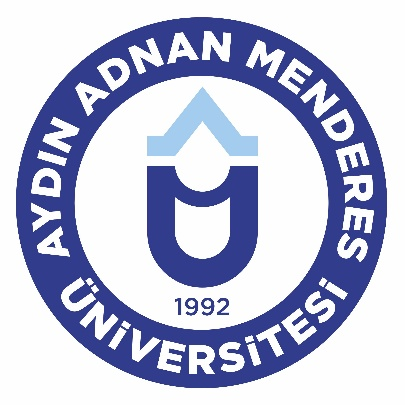 AYDIN ADNAN MENDERES
ÜNİVERSİTESİ
1992